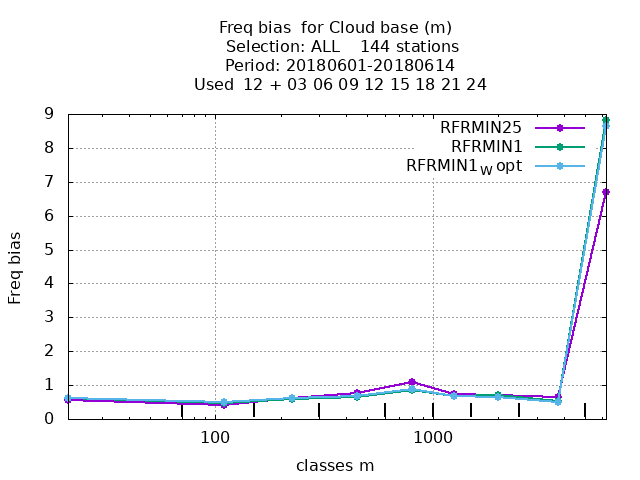 Freq bias  for Cloud base (m)
Selection: ALL    144 stations
Period: 20180601-20180614
Used  12 + 03 06 09 12 15 18 21 24
RFRMIN25
RFRMIN1
RFRMIN1W opt
9
8
7
6
5
4
3
2
1
0
Freq bias
100 1000
classes m